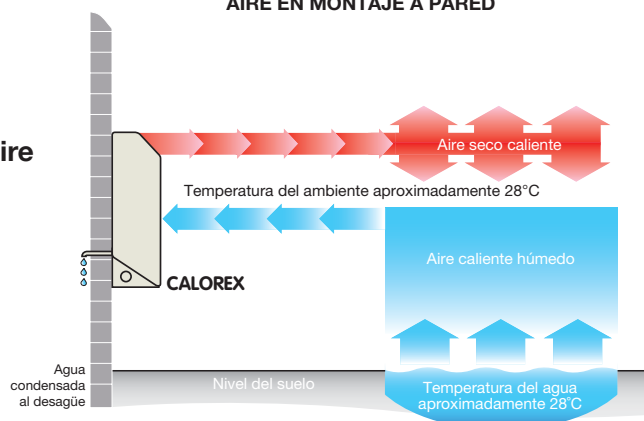 AIRE EN MONTAJE A PARED
ire
Aire seco caliente
Temperatura del ambiente aproximadamente 28°C
Aire caliente húmedo
CALOREX
Agua
condensada
al desagüe
Nivel del suelo
Temperatura del agua
aproximadamente 28°C